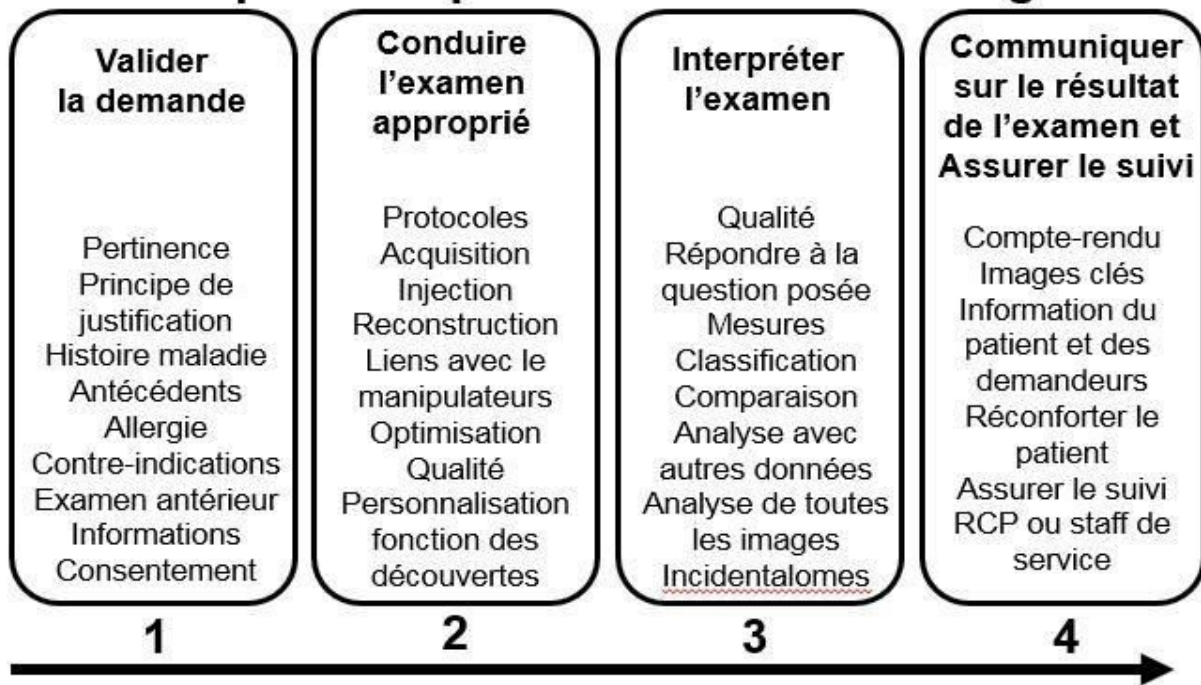 Valider
la demande
Pertinence
Principe de
justification
Histoire maladie
Antécédents
Allergie
Contre-indications
Examen antérieur
Informations
Consentement
1
Conduire
l'examen
approprié
Protocoles
Acquisition
Injection
Reconstruction
Liens avec le
manipulateurs
Optimisation
Qualité
Personnalisation
fonction des
découvertes
2
Interpréter
l'examen
Qualité
Répondre à la
question posée
Mesures
Classification
Comparaison
Analyse avec
autres données
Analyse de toutes
les images
Incidentalomes
3
Communiquer
sur le résultat
de l'examen et
Assurer le suivi
Compte-rendu
Images clés
Information du
patient et des
demandeurs
Réconforter le
patient
Assurer le suivi
RCP ou staff de
service
4